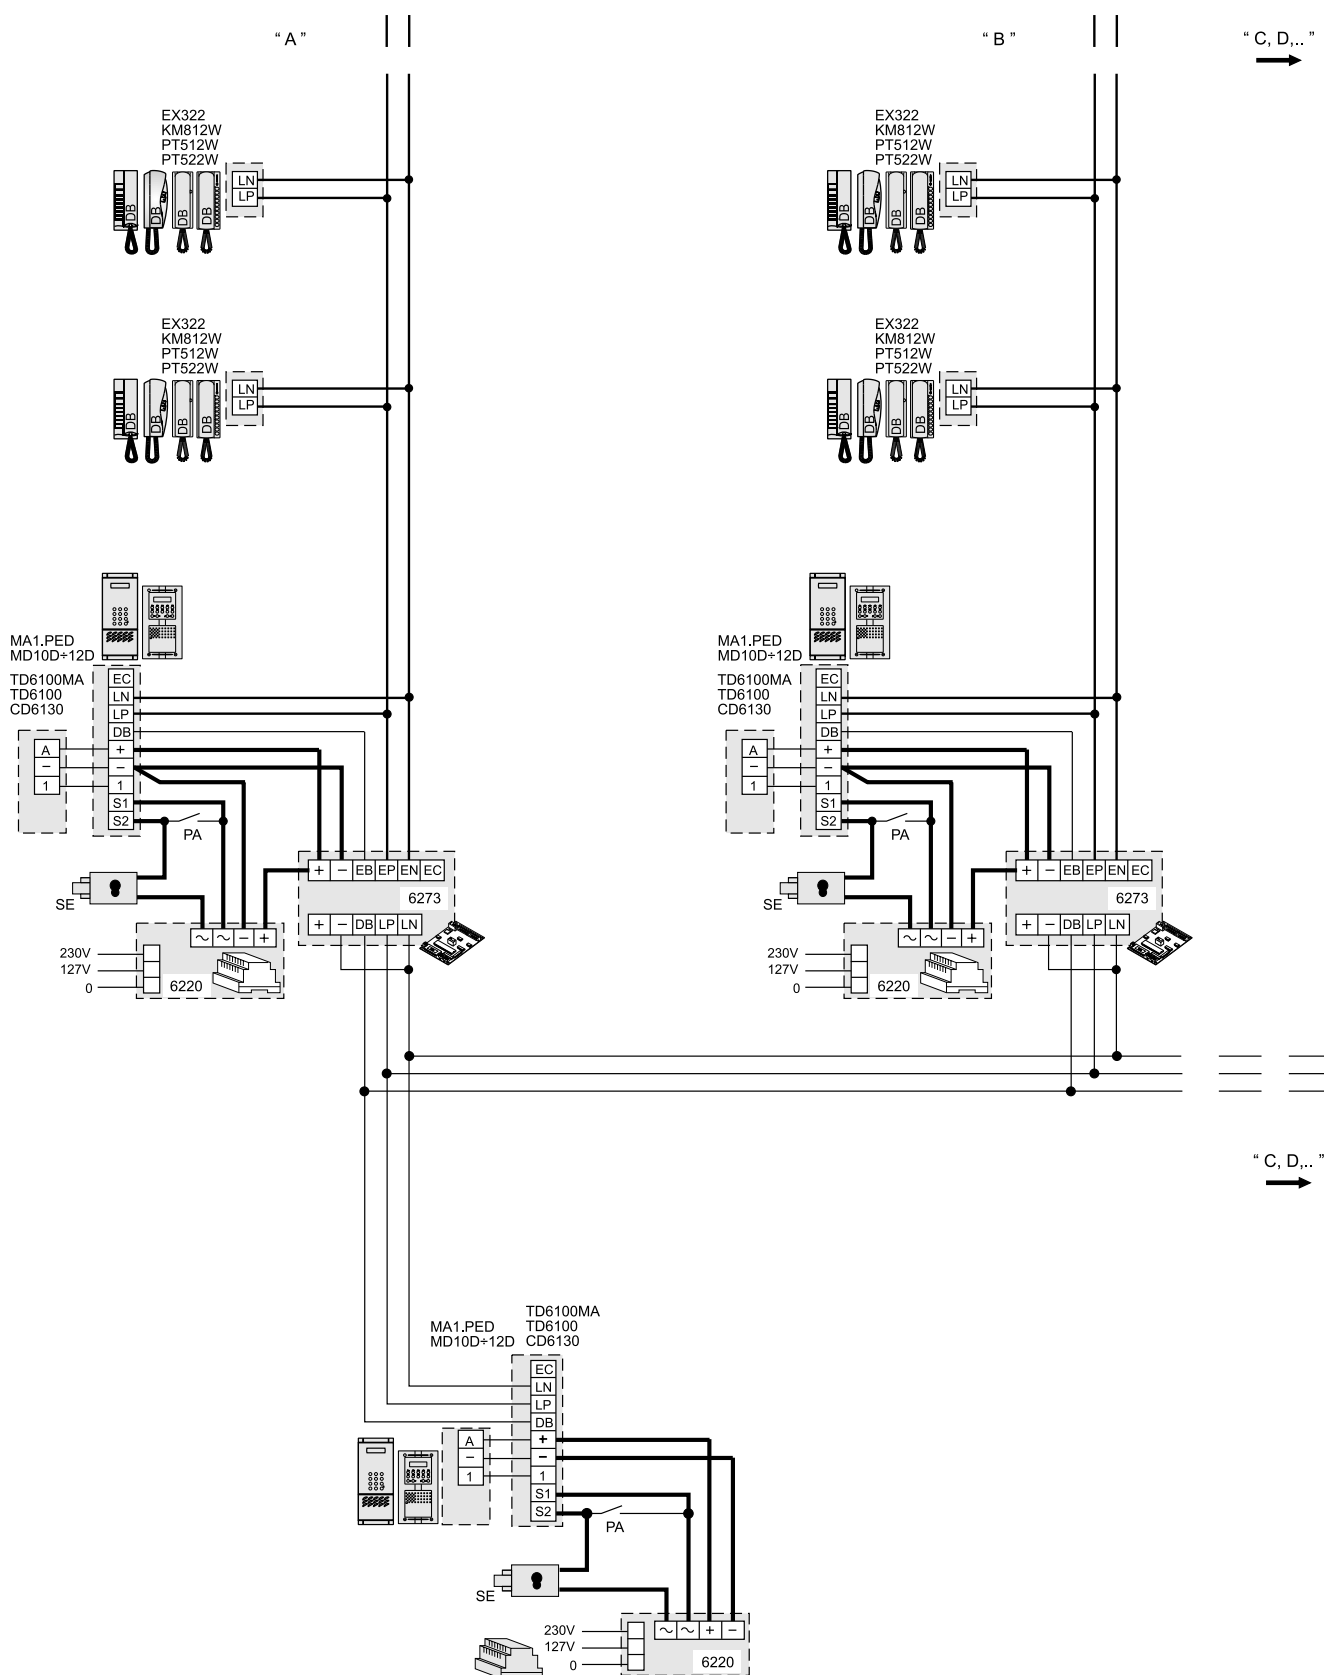 “ A ”
“ B ”
“ C, D,.. ”
EX322
KM812W
PT512W
PT522W
LN
LP
DB
DB
DB
DB
EX322
KM812W
PT512W
PT522W
LN
LP
DB
DB
DB
DB
EX322
KM812W
PT512W
PT522W
LN
LP
DB
DB
DB
DB
EX322
KM812W
PT512W
PT522W
LN
LP
DB
DB
DB
DB
MA1.PED
MD10D÷12D
TD6100MA
TD6100
CD6130
EC
LN
LP
DB
A +
– –
1 1
S1
S2
PA
SE
+ – EB EP EN EC
6273
+ – DB LP LN
~ ~ – +
230V
127V
0
6220
MA1.PED
MD10D÷12D
TD6100MA
TD6100
CD6130
EC
LN
LP
DB
A +
– –
1 1
S1
S2
PA
SE
+ – EB EP EN EC
6273
+ – DB LP LN
~ ~ – +
230V
127V
0
6220
“ C, D,.. ”
MA1.PED
MD10D÷12D
TD6100MA
TD6100
CD6130
EC
LN
LP
DB
A +
– –
1 1
S1
S2
PA
SE
~ ~ + –
230V
127V
0
6220